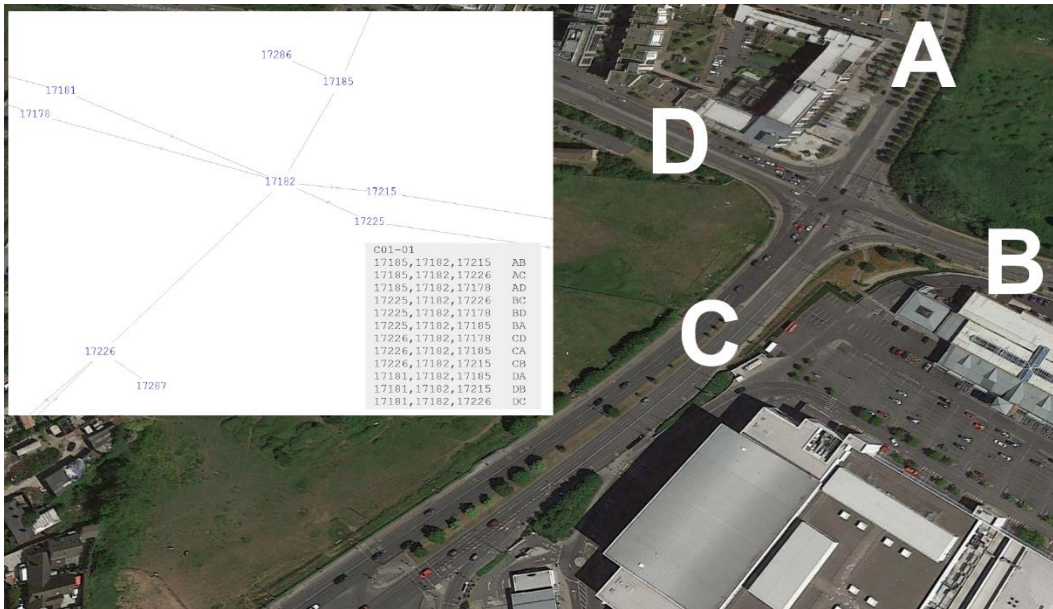 17286
17185
17181
17178
17182
17215
17225
C01-01
17185,17182,17215 AB
17185,17182,17226 AC
17185,17182,17178 AD
17225,17182,17226 BC
17225,17182,17178 BD
17225,17182,17185 BA
17226,17182,17178 CD
17226,17182,17185 CA
17226,17182,17215 CB
17181,17182,17185 DA
17181,17182,17215 DB
17181,17182,17226 DC
17226
17287
A
D
B
C